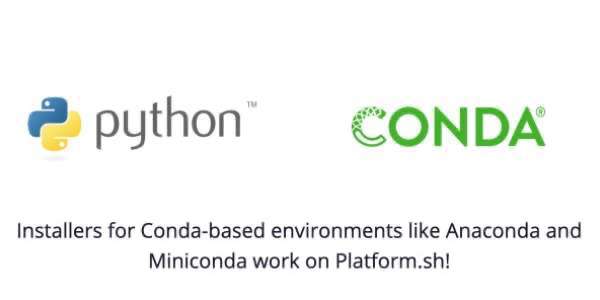 python™ CONDA®
Installers for Conda-based environments like Anaconda and
Miniconda work on Platform.sh!